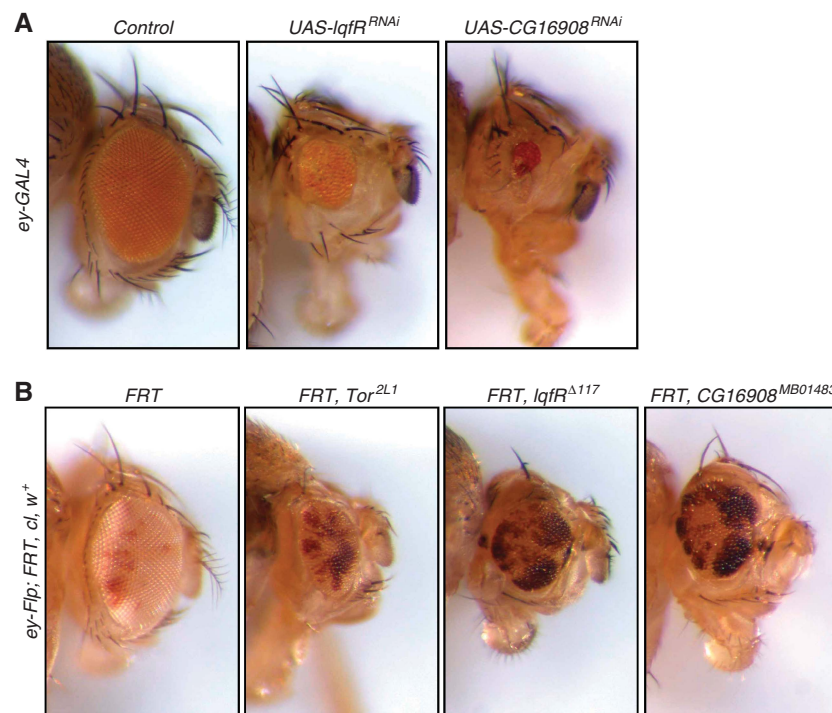 A
Control UAS-lqfR^RNAi UAS-CG16908^RNAi
ey-GAL4
B
FRT FRT, Tor^2L1 FRT, lqfR^Δ117 FRT, CG16908^MB01483
ey-Flp; FRT, cl, w^+